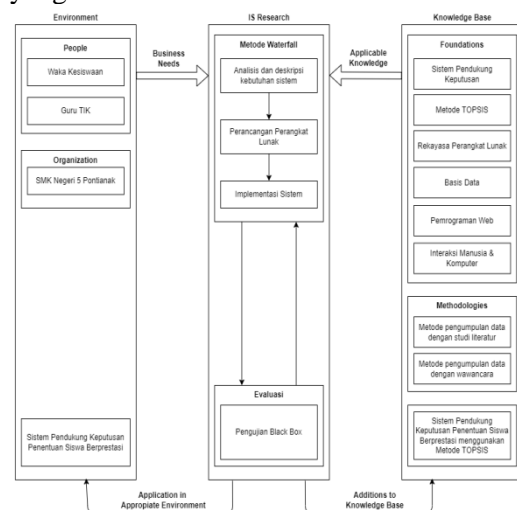 Environment
People
Waka Kesiswaan
Guru TIK
Organization
SMK Negeri 5 Pontianak
Sistem Pendukung Keputusan
Penentuan Siswa Berprestasi
Business
Needs
IS Research
Metode Waterfall
Analisis dan deskripsi
kebutuhan sistem
Perancangan Perangkat
Lunak
Implementasi Sistem
Evaluasi
Pengujian Black Box
Applicable
Knowledge
Knowledge Base
Foundations
Sistem Pendukung
Keputusan
Metode TOPSIS
Rekayasa Perangkat Lunak
Basis Data
Pemrograman Web
Interaksi Manusia &
Komputer
Methodologies
Metode pengumpulan data
dengan studi literatur
Metode pengumpulan data
dengan wawancara
Sistem Pendukung
Keputusan Penentuan Siswa
Berprestasi menggunakan
Metode TOPSIS
Application in
Appropiate Environment
Additions to
Knowledge Base